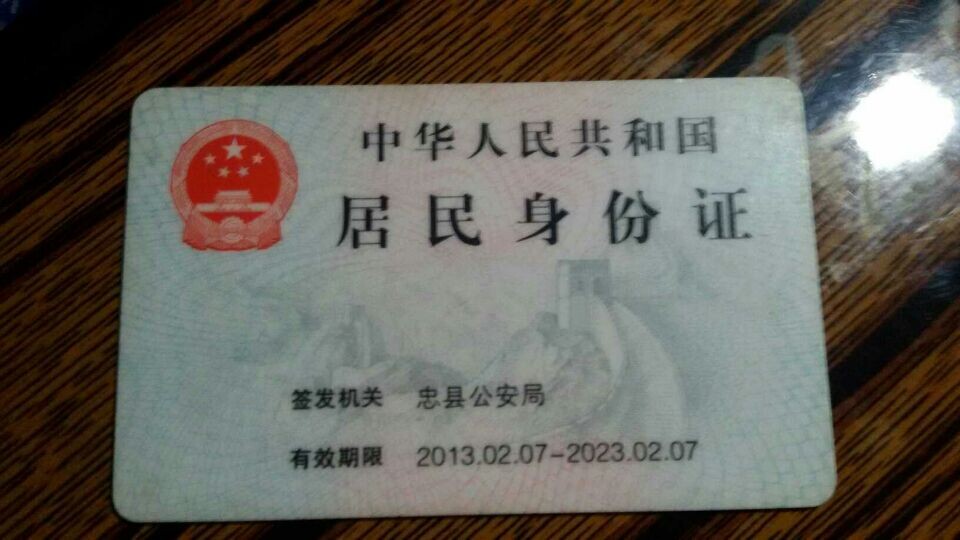 中华人民共和国
居民身份证
签发机关 忠县公安局
有效期限 2013.02.07-2023.02.07